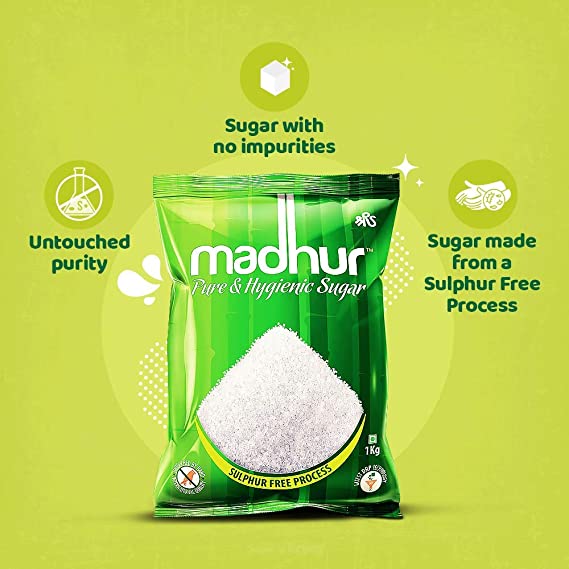 Sugar with
no impurities
Untouched
purity
Sugar made
from a
Sulphur Free
Process
madhur™
Pure & Hygienic Sugar
1Kg
SULPHUR FREE PROCESS